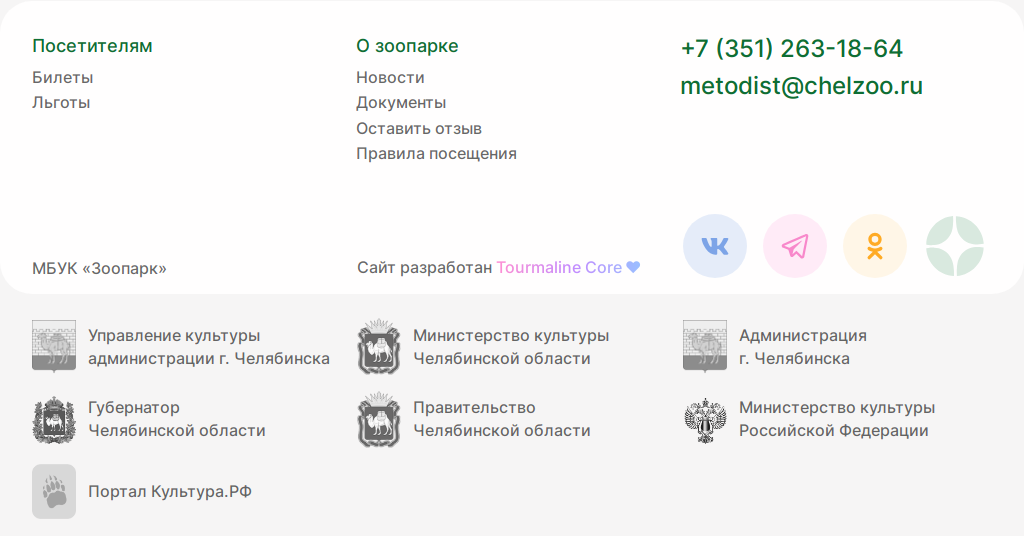 Посетителям
Билеты
Льготы
О зоопарке
Новости
Документы
Оставить отзыв
Правила посещения
+7 (351) 263-18-64
metodist@chelzoo.ru
МБУК «Зоопарк»
Сайт разработан Tourmaline Core
Управление культуры
администрации г. Челябинска
Министерство культуры
Челябинской области
Администрация
г. Челябинска
Губернатор
Челябинской области
Правительство
Челябинской области
Министерство культуры
Российской Федерации
Портал Культура.РФ